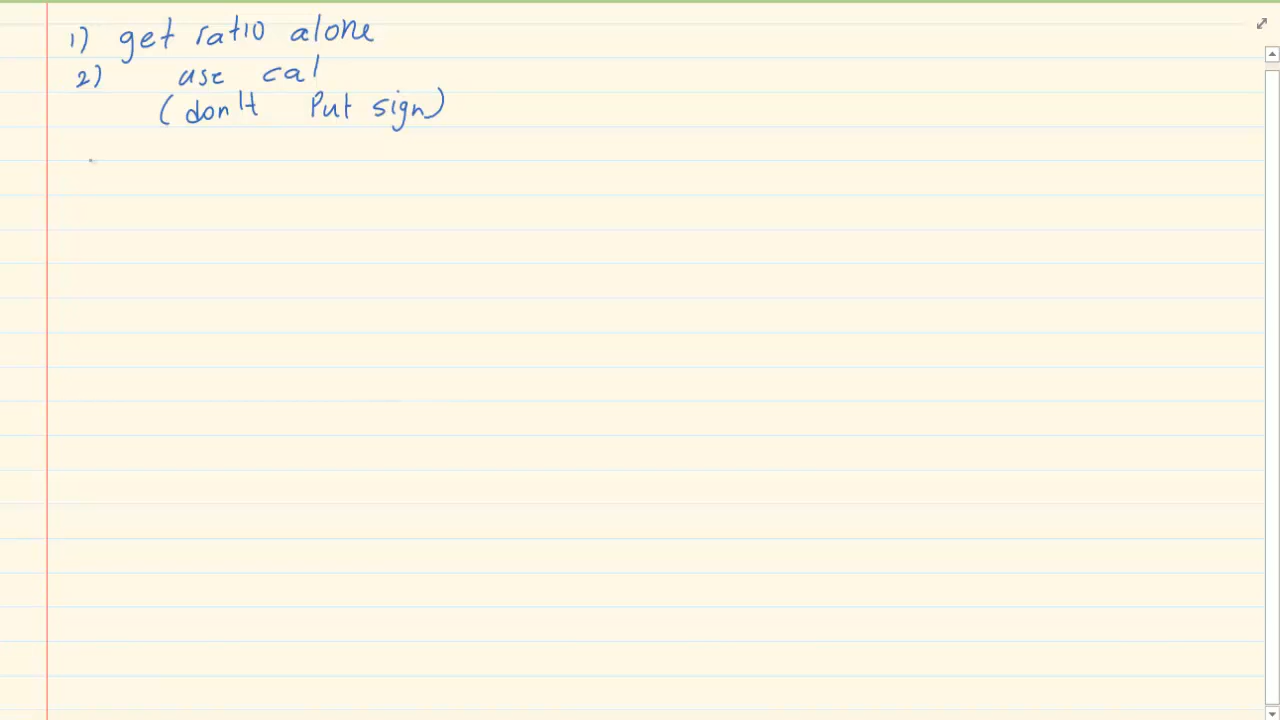 1) get ratio alone
2) use cal
(don't Put sign)